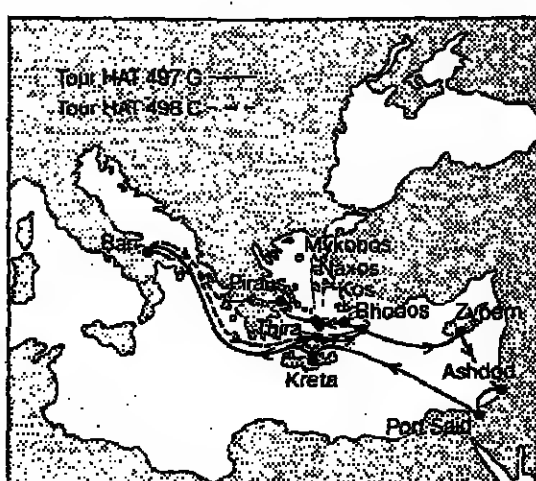 Tour HAT 497 G
Tour HAT 498 C
Bari
Mykonos
Naxos
Piräus
Kos
Rhodos
Zypern
Thira
Kreta
Ashdod
Port Said